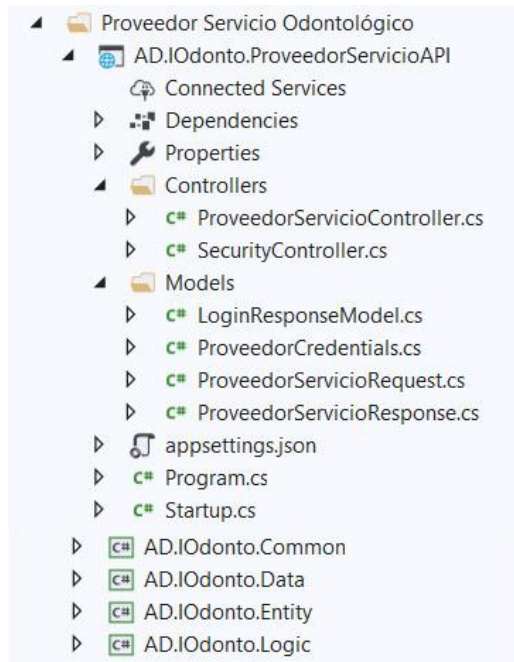 Proveedor Servicio Odontológico
AD.IOdonto.ProveedorServicioAPI
Connected Services
Dependencies
Properties
Controllers
C# ProveedorServicioController.cs
C# SecurityController.cs
Models
C# LoginResponseModel.cs
C# ProveedorCredentials.cs
C# ProveedorServicioRequest.cs
C# ProveedorServicioResponse.cs
appsettings.json
C# Program.cs
C# Startup.cs
C# AD.IOdonto.Common
C# AD.IOdonto.Data
C# AD.IOdonto.Entity
C# AD.IOdonto.Logic